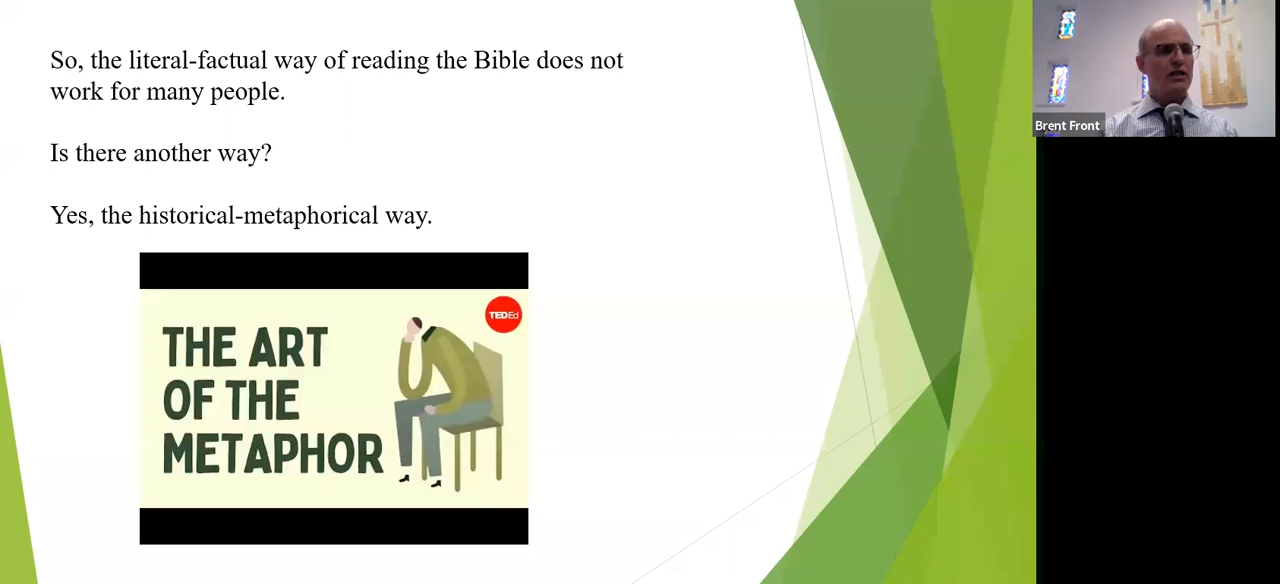 So, the literal-factual way of reading the Bible does not
work for many people.
Is there another way?
Yes, the historical-metaphorical way.
TEDEd
THE ART
OF THE
METAPHOR
Brent Front